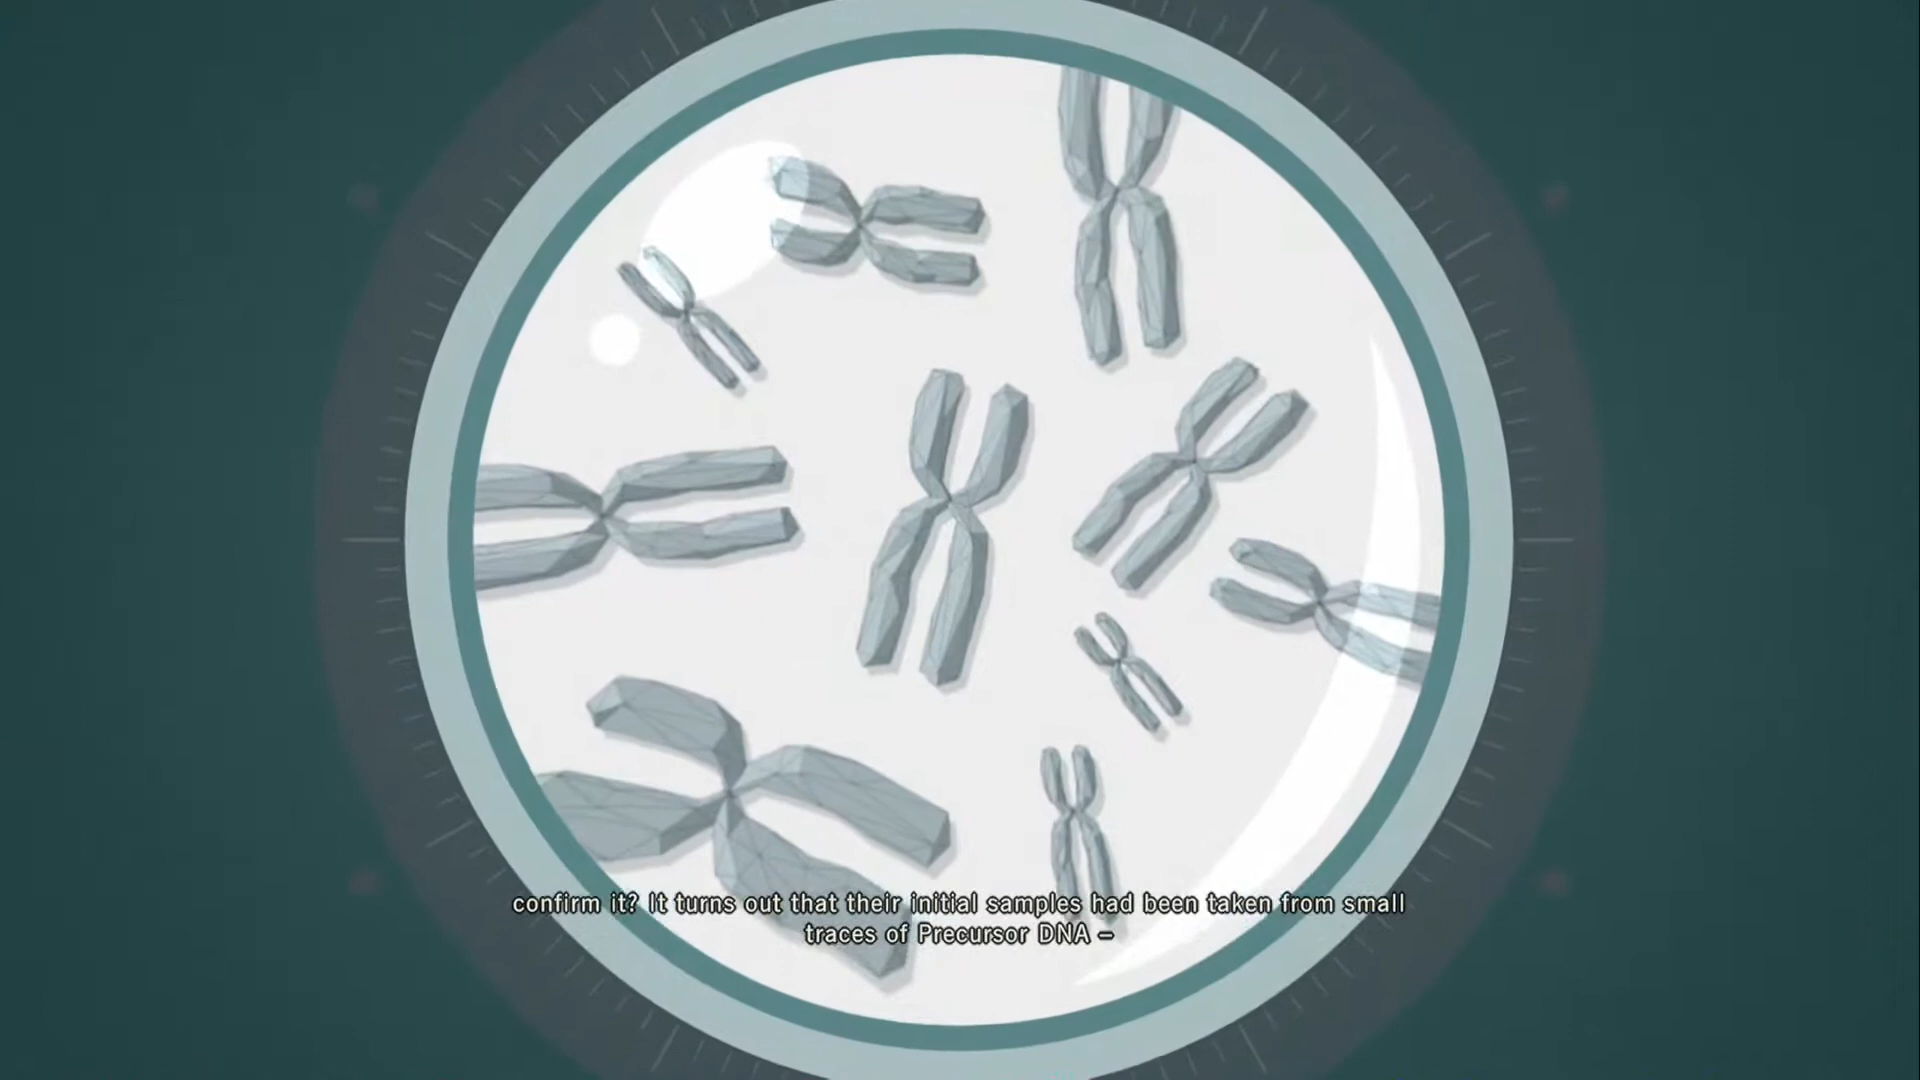 confirm it? It turns out that their initial samples had been taken from small
traces of Precursor DNA –